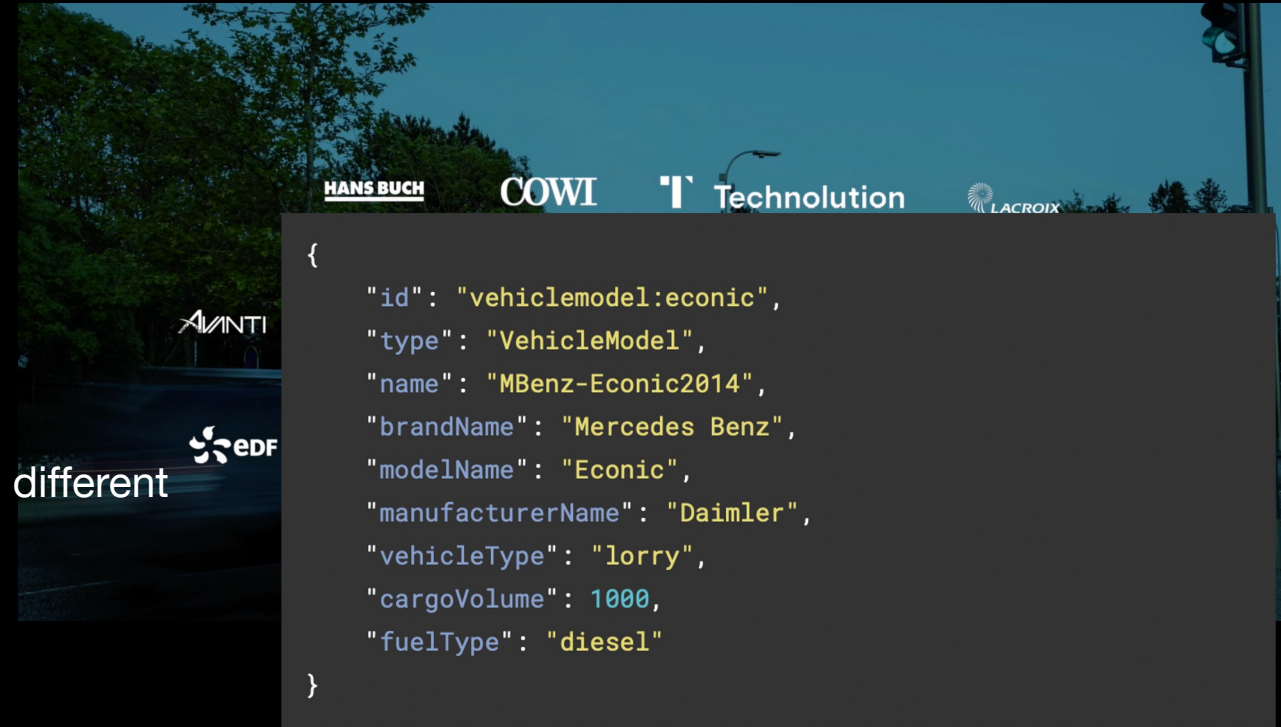 HANS BUCH
COWI
Technolution
LACROIX
{
"id": "vehiclemodel:econic",
"type": "VehicleModel",
AVANTI
"name": "MBenz-Econic2014",
"brandName": "Mercedes Benz",
eDF
"modelName": "Econic",
different
"manufacturerName": "Daimler",
"vehicleType": "lorry",
"cargoVolume": 1000,
"fuelType": "diesel"
}